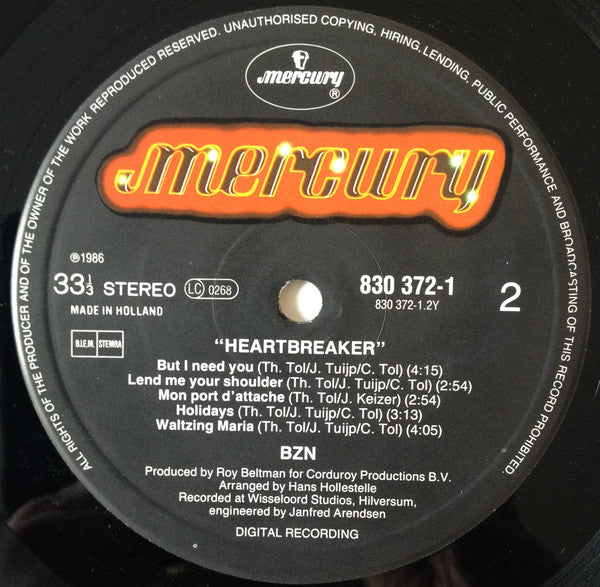 ALL RIGHTS OF THE PRODUCER AND OF THE OWNER OF THE WORK REPRODUCED RESERVED. UNAUTHORISED COPYING, HIRING, LENDING, PUBLIC PERFORMANCE AND BROADCASTING OF THIS RECORD PROHIBITED.
mercury
®
mercury
℗1986
33⅓ STEREO LC 0268
MADE IN HOLLAND
B.I.E.M. STEMRA
830 372-1
830 372-1.2Y
2
“HEARTBREAKER”
But I need you (Th. Tol/J. Tuijp/C. Tol) (4:15)
Lend me your shoulder (Th. Tol/J. Tuijp/C. Tol) (2:54)
Mon port d’attache (Th. Tol/J. Keizer) (2:54)
Holidays (Th. Tol/J. Tuijp/C. Tol) (3:13)
Waltzing Maria (Th. Tol/J. Tuijp/C. Tol) (4:05)
BZN
Produced by Roy Beltman for Corduroy Productions B.V.
Arranged by Hans Hollestelle
Recorded at Wisseloord Studios, Hilversum,
engineered by Janfred Arendsen
DIGITAL RECORDING